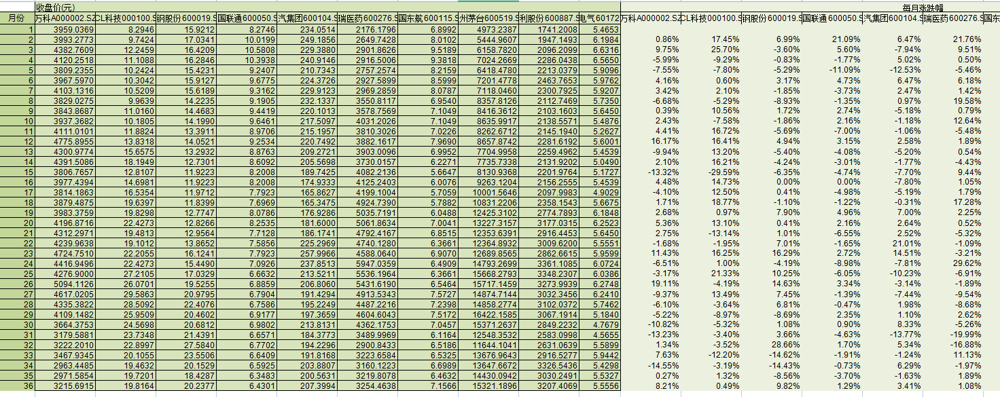 收盘价(元) 每月涨跌幅
月份 万科A000002.SZ CL科技000100.S 钢股份600019.S 国联通600050.S 汽集团600104.S 瑞医药600276.S 国东航600115.S 州茅台600519.S 利股份600887.S 电气60172 万科A000002.SZ CL科技000100.S 钢股份600019.S 国联通600050.S 汽集团600104.S 瑞医药600276.S 国东
1 3959.0369 8.2946 15.9212 8.2746 234.0514 2176.1796 6.8992 4973.2387 1741.2008 5.4653
2 3993.2773 9.7424 17.0341 10.0199 249.1856 2649.7428 8.0102 5444.9607 1947.1493 6.1984 0.86% 17.45% 6.99% 21.09% 6.47% 21.76%
3 4382.7609 12.2459 16.4209 10.5808 229.3880 2901.8626 9.5189 6158.7820 2096.2099 6.6316 9.75% 25.70% -3.60% 5.60% -7.94% 9.51%
4 4120.2518 11.1088 16.2846 10.3938 240.9146 2916.5006 9.3818 7024.2669 2286.0438 6.5650 -5.99% -9.29% -0.83% -1.77% 5.02% 0.50%
5 3809.2355 10.2424 15.4231 9.2407 210.7343 2757.2574 8.2159 6418.4780 2213.0379 5.9096 -7.55% -7.80% -5.29% -11.09% -12.53% -5.46%
6 3967.5970 10.3042 15.9127 9.6775 224.3726 2927.5899 8.5999 7201.4778 2463.7653 5.9762 4.16% 0.60% 3.17% 4.73% 6.47% 6.18%
7 4103.1316 10.5209 15.6189 9.3162 229.9123 2969.2859 8.0787 7118.0460 2300.7925 5.9207 3.42% 2.10% -1.85% -3.73% 2.47% 1.42%
8 3829.0275 9.9639 14.2235 9.1905 232.1337 3550.8117 6.9540 8357.8126 2112.7469 5.7350 -6.68% -5.29% -8.93% -1.35% 0.97% 19.58%
9 3843.8687 11.0160 14.4683 9.4419 220.1013 3578.7569 7.1049 8416.3612 2103.1603 5.6450 0.39% 10.56% 1.72% 2.74% -5.18% 0.79%
10 3937.3682 10.1805 14.1990 9.6461 217.5097 4031.2026 7.1049 8635.9917 2138.5571 5.4876 2.43% -7.58% -1.86% 2.16% -1.18% 12.64%
11 4111.0101 11.8824 13.3911 8.9706 215.1957 3810.3026 7.0226 8262.6712 2145.1940 5.2627 4.41% 16.72% -5.69% -7.00% -1.06% -5.48%
12 4775.8955 13.8318 14.0521 9.2534 220.7492 3882.1617 7.9690 8657.8742 2281.6192 5.6001 16.17% 16.41% 4.94% 3.15% 2.58% 1.89%
13 4300.9774 15.6575 13.2932 8.8763 209.2721 3903.0096 6.9952 7704.9958 2259.4962 5.4539 -9.94% 13.20% -5.40% -4.08% -5.20% 0.54%
14 4391.5086 18.1949 12.7301 8.6092 205.5698 3730.0157 6.2271 7735.7338 2131.9202 5.0490 2.10% 16.21% -4.24% -3.01% -1.77% -4.43%
15 3806.7657 12.8107 11.9223 8.2008 189.7425 4082.2136 5.6647 8130.9368 2201.9764 5.1727 -13.32% -29.59% -6.35% -4.74% -7.70% 9.44%
16 3977.4394 14.6981 11.9223 8.2008 174.9333 4125.2403 6.0076 9263.1204 2156.2555 5.4539 4.48% 14.73% 0.00% 0.00% -7.80% 1.05%
17 3814.1863 16.5354 11.9712 7.7923 165.8627 4199.1004 5.7059 10001.5646 2097.9983 4.9029 -4.10% 12.50% 0.41% -4.98% -5.19% 1.79%
18 3879.4875 19.6397 11.8399 7.6969 165.3475 4924.7390 5.7882 10831.2206 2358.1543 5.6675 1.71% 18.77% -1.10% -1.22% -0.31% 17.28%
19 3983.3759 19.8298 12.7747 8.0786 176.9286 5035.7191 6.0488 12425.3102 2774.7893 6.1848 2.68% 0.97% 7.90% 4.96% 7.00% 2.25%
20 4196.8716 22.4273 12.8266 8.2535 181.6000 5061.8634 7.0041 13227.3157 3177.0315 6.2523 5.36% 13.10% 0.41% 2.16% 2.64% 0.52%
21 4312.2971 19.4813 12.9564 7.7128 186.1741 4792.4167 6.8515 12353.6391 2916.4453 5.6450 2.75% -13.14% 1.01% -6.55% 2.52% -5.32%
22 4239.9638 19.1012 13.8652 7.5856 225.2969 4740.1280 6.3661 12364.8932 3009.6200 5.5551 -1.68% -1.95% 7.01% -1.65% 21.01% -1.09%
23 4724.7510 22.2055 16.1241 7.7923 257.9966 4588.0640 6.9070 12689.8565 2862.6615 5.9599 11.43% 16.25% 16.29% 2.72% 14.51% -3.21%
24 4416.9496 22.4273 15.4490 7.0926 237.8513 5947.0359 6.4909 14793.2699 3361.1085 6.0724 -6.51% 1.00% -4.19% -8.98% -7.81% 29.62%
25 4276.9000 27.2105 17.0329 6.6632 213.5211 5536.1964 6.3661 15668.2793 3348.2307 6.0386 -3.17% 21.33% 10.25% -6.05% -10.23% -6.91%
26 5094.1126 26.0701 19.5255 6.8859 206.8060 5431.6190 6.5464 15717.1459 3273.9939 6.2748 19.11% -4.19% 14.63% 3.34% -3.14% -1.89%
27 4617.0205 29.5863 20.9795 6.7904 191.4294 4913.5343 7.5727 14874.7144 3032.3456 6.2410 -9.37% 13.49% 7.45% -1.39% -7.44% -9.54%
28 4335.3822 28.5092 22.4076 6.7586 195.2249 4487.2216 7.2398 14858.2774 3102.0372 5.7462 -6.10% -3.64% 6.81% -0.47% 1.98% -8.68%
29 4109.1482 25.9509 20.4602 6.9177 197.3659 4604.6043 7.5172 16422.1585 3067.1914 5.1840 -5.22% -8.97% -8.69% 2.35% 1.10% 2.62%
30 3664.3753 24.5698 20.6812 6.9802 213.8131 4362.1753 7.0457 15371.2637 2849.2232 4.7679 -10.82% -5.32% 1.08% 0.90% 8.33% -5.26%
31 3179.5881 23.7348 21.4391 6.6571 184.3773 3489.9969 6.1164 12548.3532 2583.0998 4.5655 -13.23% -3.40% 3.66% -4.63% -13.77% -19.99%
32 3222.2010 22.8997 27.5840 6.7702 194.2296 2900.8433 6.5186 11644.1041 2631.0639 5.5899 1.34% -3.52% 28.66% 1.70% 5.34% -16.88%
33 3467.9345 20.1055 23.5506 6.6409 191.8168 3223.6584 6.5325 13676.9643 2916.5277 5.9442 7.63% -12.20% -14.62% -1.91% -1.24% 11.13%
34 2963.4485 19.4632 20.1529 6.5925 203.8807 3160.1223 6.6989 13647.6672 3326.5436 5.4298 -14.55% -3.19% -14.43% -0.73% 6.29% -1.97%
35 2971.5854 19.7201 18.4287 6.3483 200.5631 3219.8078 6.4632 14430.0942 3030.2491 5.5327 0.27% 1.32% -8.56% -3.70% -1.63% 1.89%
36 3215.6915 19.8164 20.2377 6.4301 207.3994 3254.4638 7.1566 15321.1896 3207.4069 5.5556 8.21% 0.49% 9.82% 1.29% 3.41% 1.08%